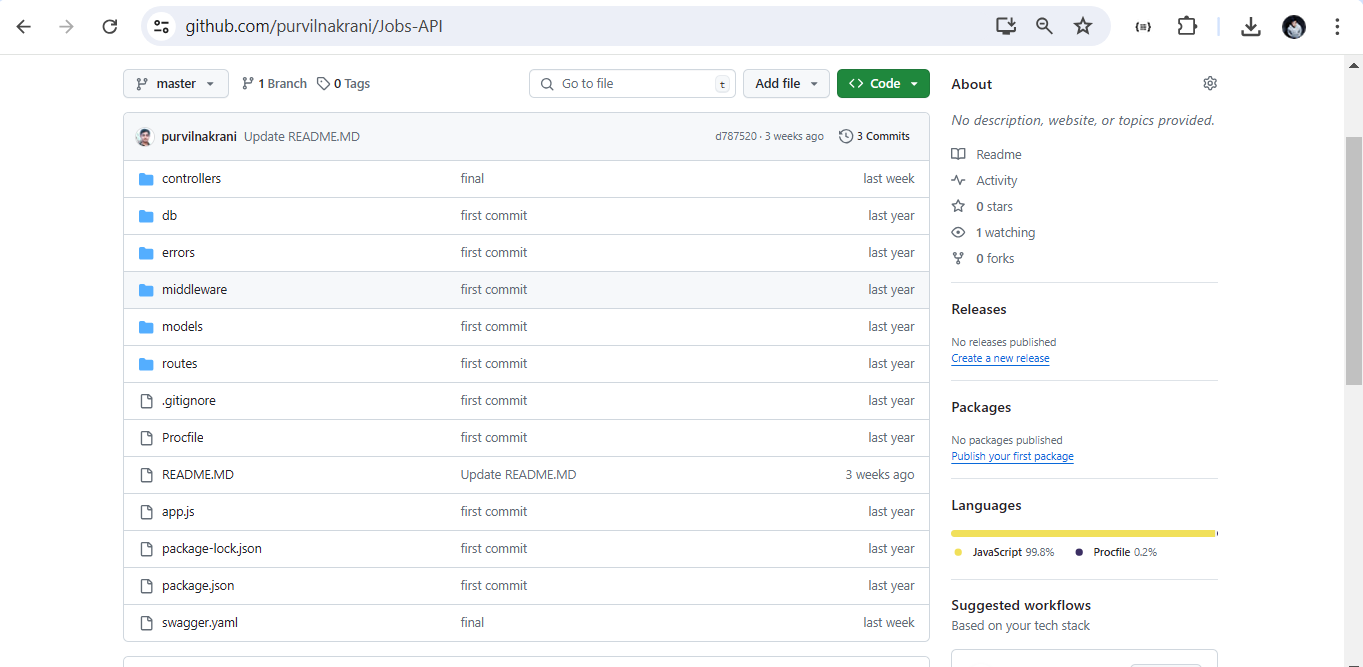 github.com/purvilnakrani/Jobs-API
master 1 Branch 0 Tags Go to file t Add file Code
purvilnakrani Update README.MD d787520 · 3 weeks ago 3 Commits
controllers final last week
db first commit last year
errors first commit last year
middleware first commit last year
models first commit last year
routes first commit last year
.gitignore first commit last year
Procfile first commit last year
README.MD Update README.MD 3 weeks ago
app.js first commit last year
package-lock.json first commit last year
package.json first commit last year
swagger.yaml final last week
About
No description, website, or topics provided.
Readme
Activity
0 stars
1 watching
0 forks
Releases
No releases published
Create a new release
Packages
No packages published
Publish your first package
Languages
JavaScript 99.8% Procfile 0.2%
Suggested workflows
Based on your tech stack